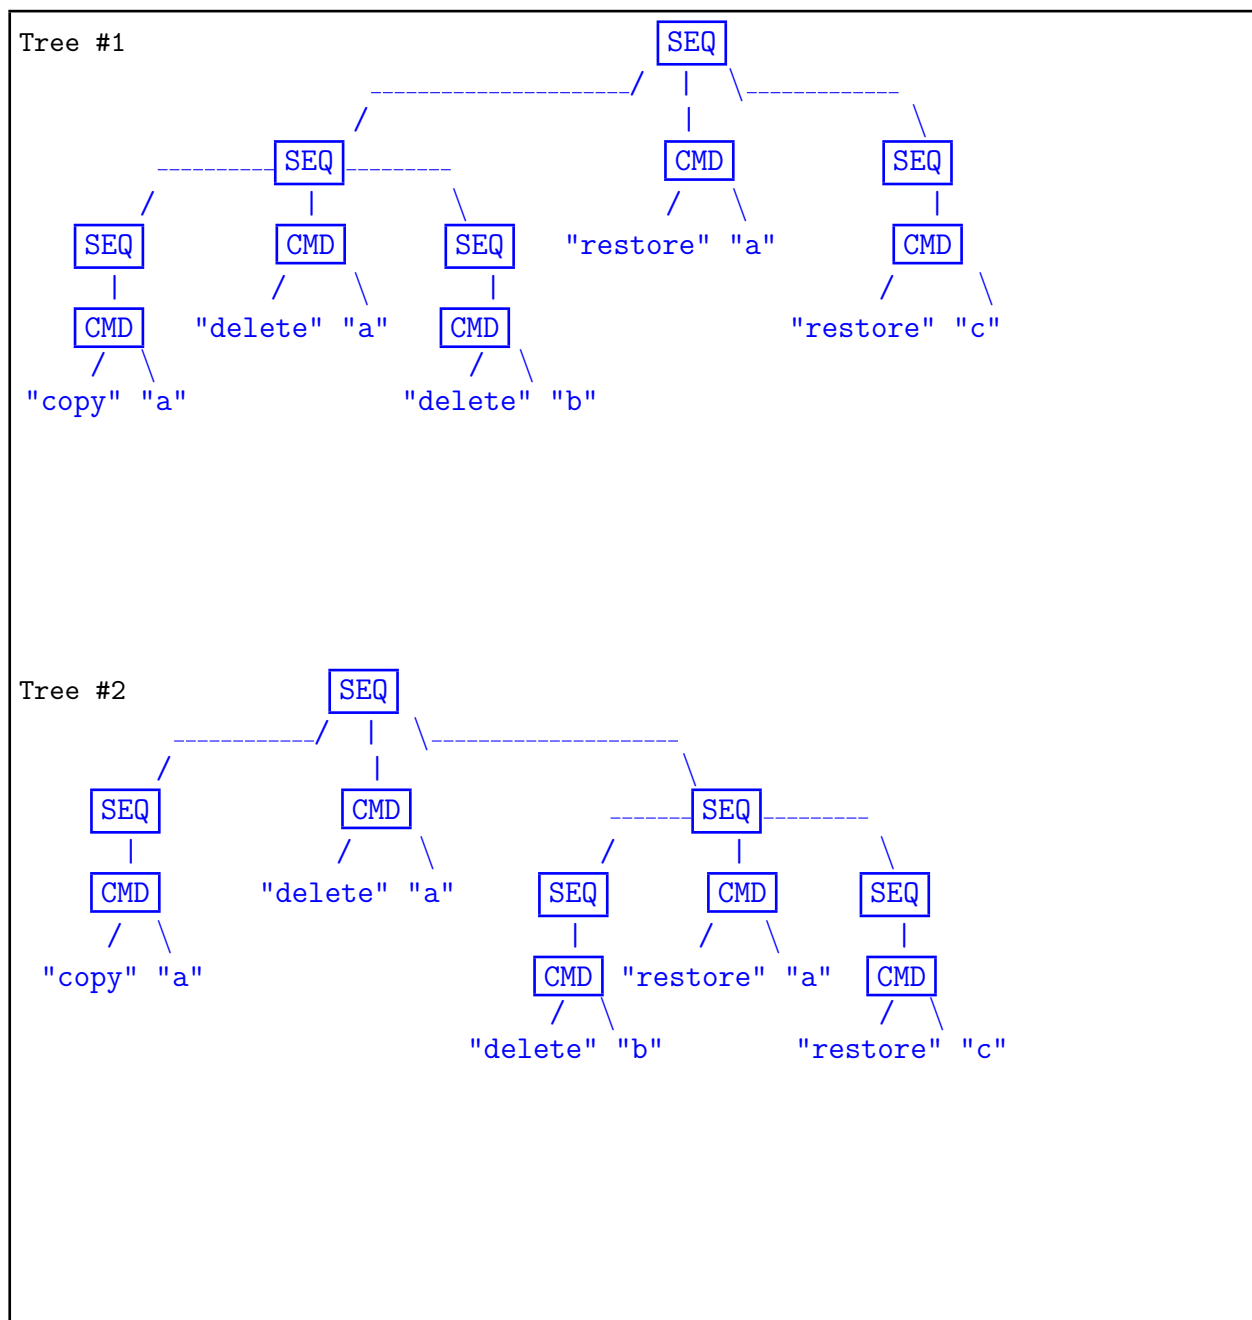 Tree #1 SEQ
SEQ CMD SEQ
SEQ CMD SEQ "restore" "a" CMD
CMD "delete" "a" CMD "restore" "c"
"copy" "a" "delete" "b"
Tree #2 SEQ
SEQ CMD SEQ
CMD "delete" "a" SEQ CMD SEQ
"copy" "a" CMD "restore" "a" CMD
"delete" "b" "restore" "c"